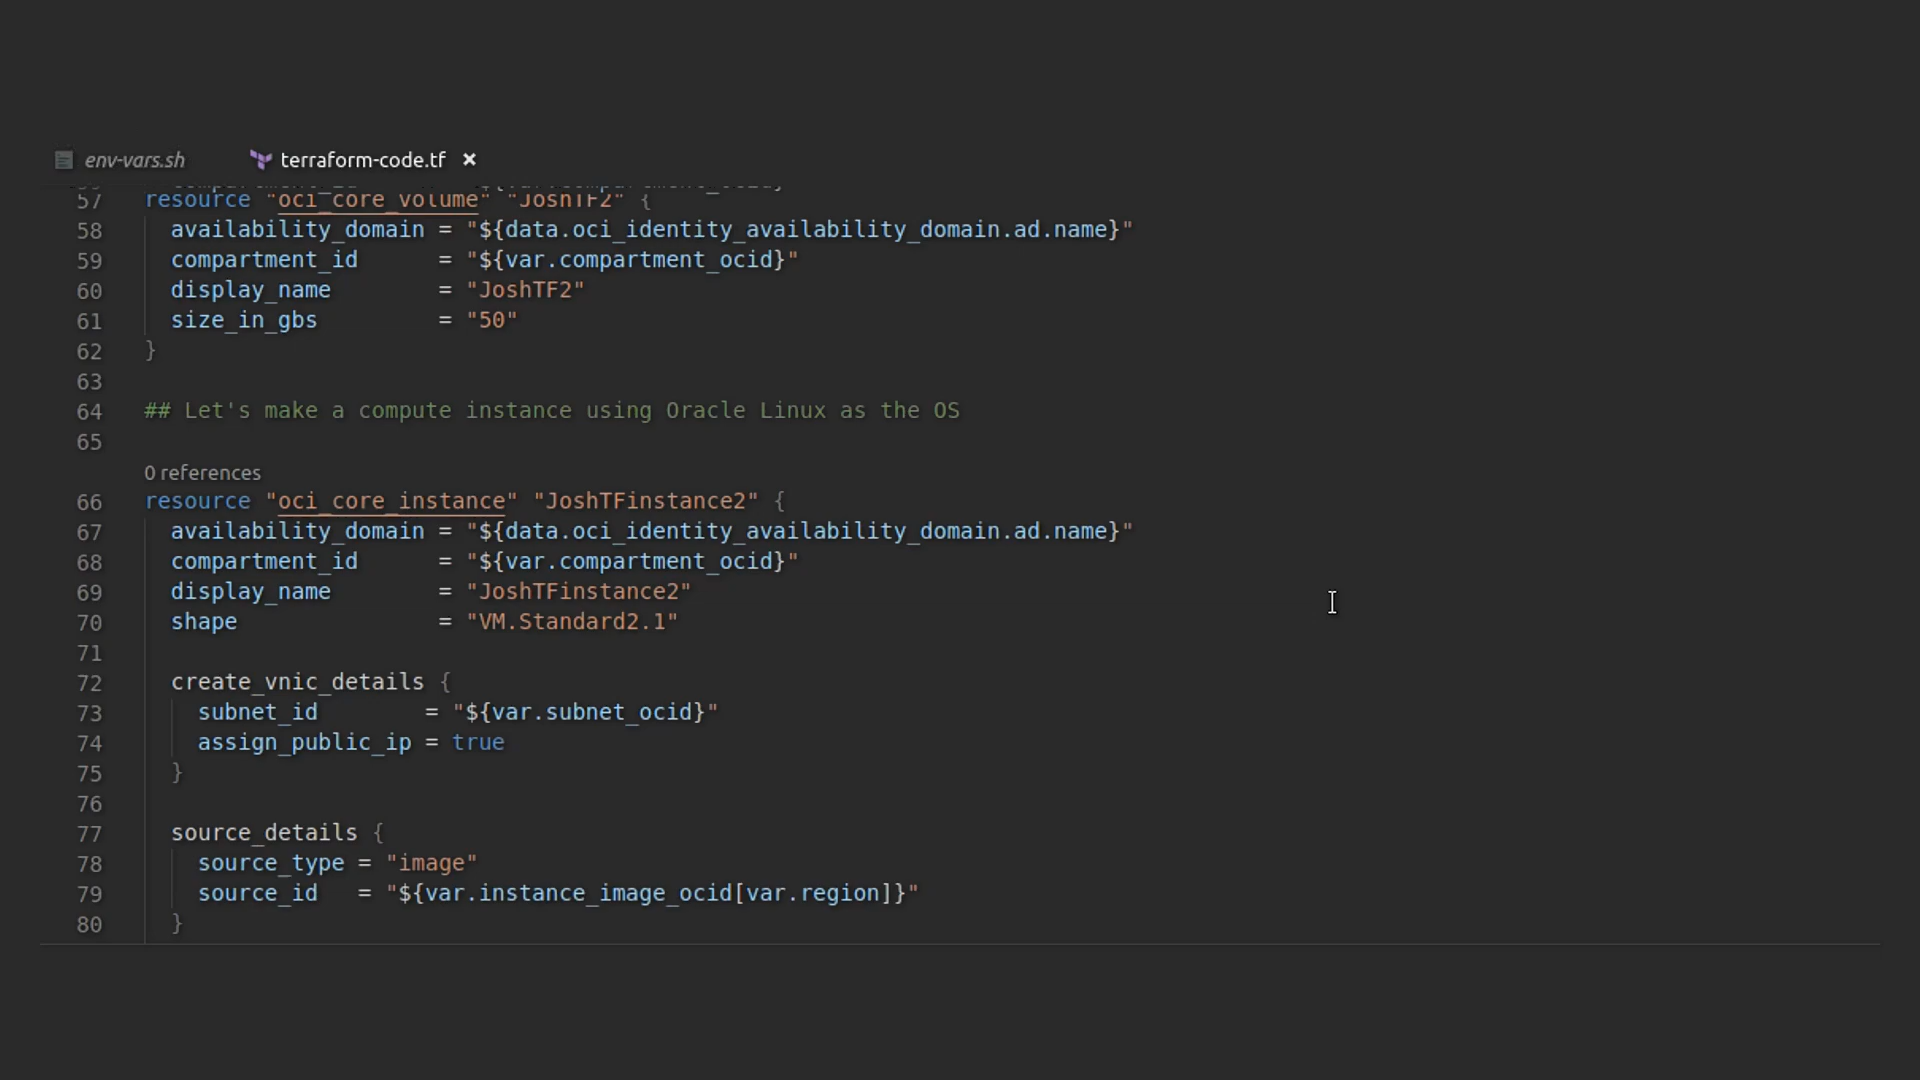 env-vars.sh terraform-code.tf ×
57 resource "oci_core_volume" "JoshTF2" {
58 availability_domain = "${data.oci_identity_availability_domain.ad.name}"
59 compartment_id = "${var.compartment_ocid}"
60 display_name = "JoshTF2"
61 size_in_gbs = "50"
62 }
63
64 ## Let's make a compute instance using Oracle Linux as the OS
65
0 references
66 resource "oci_core_instance" "JoshTFinstance2" {
67 availability_domain = "${data.oci_identity_availability_domain.ad.name}"
68 compartment_id = "${var.compartment_ocid}"
69 display_name = "JoshTFinstance2"
70 shape = "VM.Standard2.1"
71
72 create_vnic_details {
73 subnet_id = "${var.subnet_ocid}"
74 assign_public_ip = true
75 }
76
77 source_details {
78 source_type = "image"
79 source_id = "${var.instance_image_ocid[var.region]}"
80 }